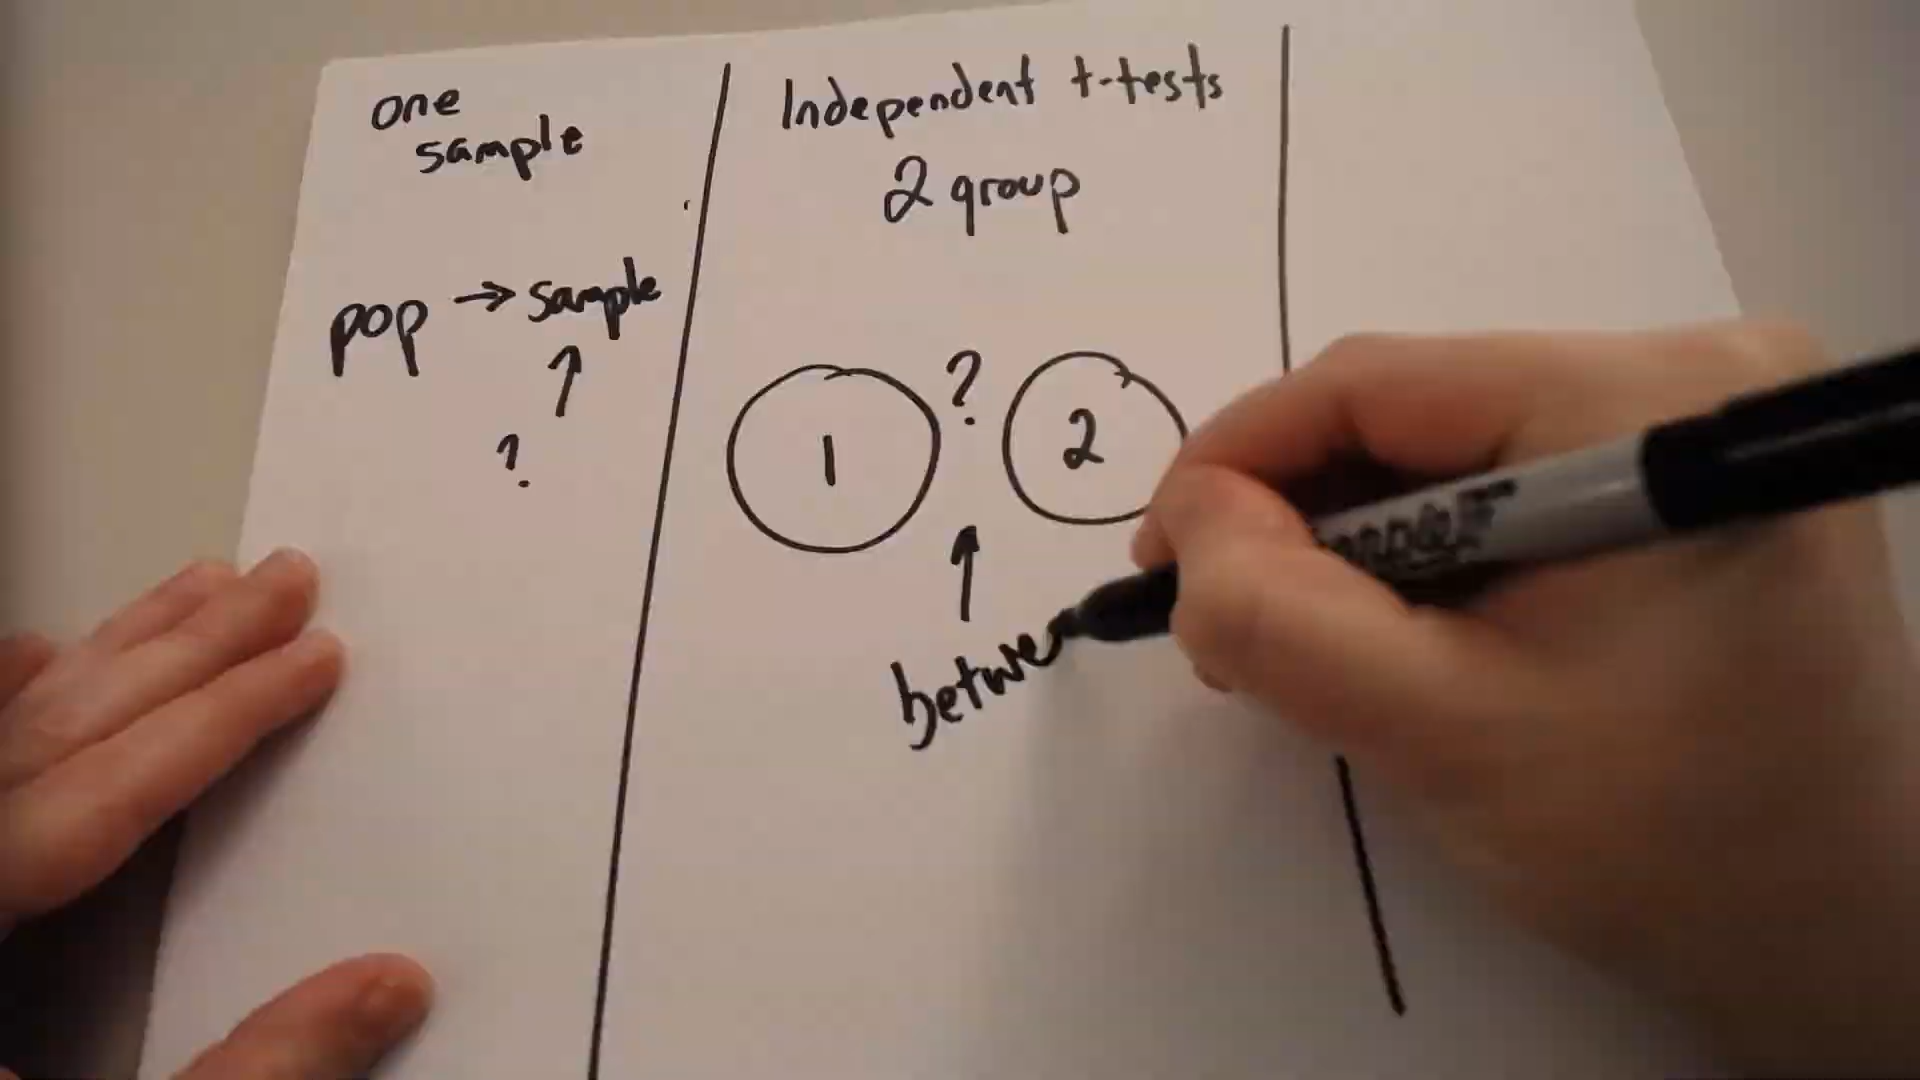 one
sample
pop → sample
↑
?
Independent t-tests
2 group
1 ? 2
↑
betwe